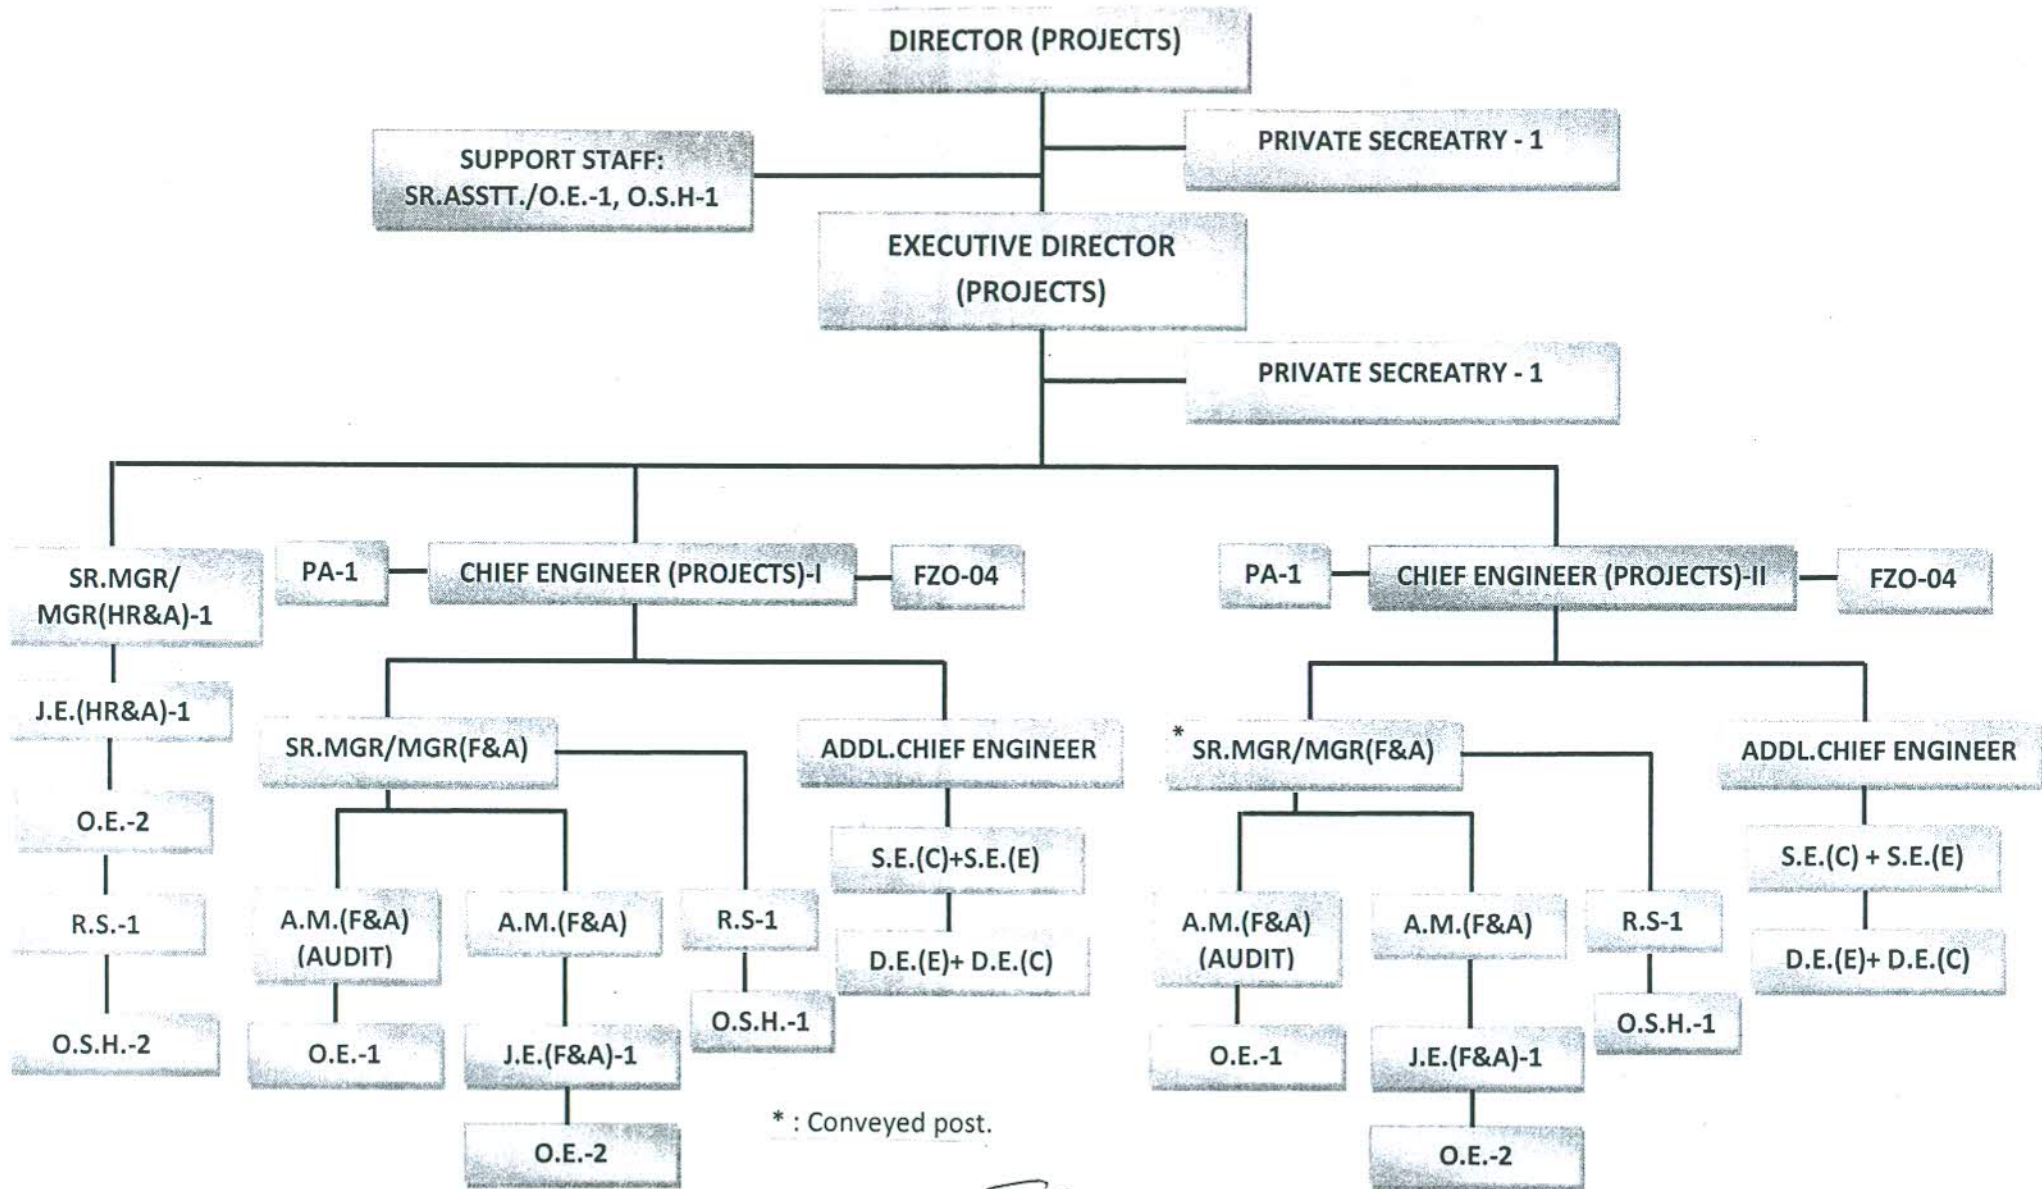 DIRECTOR (PROJECTS)
PRIVATE SECREATRY - 1
SUPPORT STAFF:
SR.ASSTT./O.E.-1, O.S.H-1
EXECUTIVE DIRECTOR
(PROJECTS)
PRIVATE SECREATRY - 1
SR.MGR/
MGR(HR&A)-1
PA-1
CHIEF ENGINEER (PROJECTS)-I
FZO-04
PA-1
CHIEF ENGINEER (PROJECTS)-II
FZO-04
J.E.(HR&A)-1
O.E.-2
R.S.-1
O.S.H.-2
SR.MGR/MGR(F&A)
ADDL.CHIEF ENGINEER
S.E.(C)+S.E.(E)
D.E.(E)+ D.E.(C)
A.M.(F&A)
(AUDIT)
O.E.-1
A.M.(F&A)
J.E.(F&A)-1
O.E.-2
R.S-1
O.S.H.-1
* SR.MGR/MGR(F&A)
ADDL.CHIEF ENGINEER
S.E.(C) + S.E.(E)
D.E.(E)+ D.E.(C)
A.M.(F&A)
(AUDIT)
O.E.-1
A.M.(F&A)
J.E.(F&A)-1
O.E.-2
R.S-1
O.S.H.-1
* : Conveyed post.